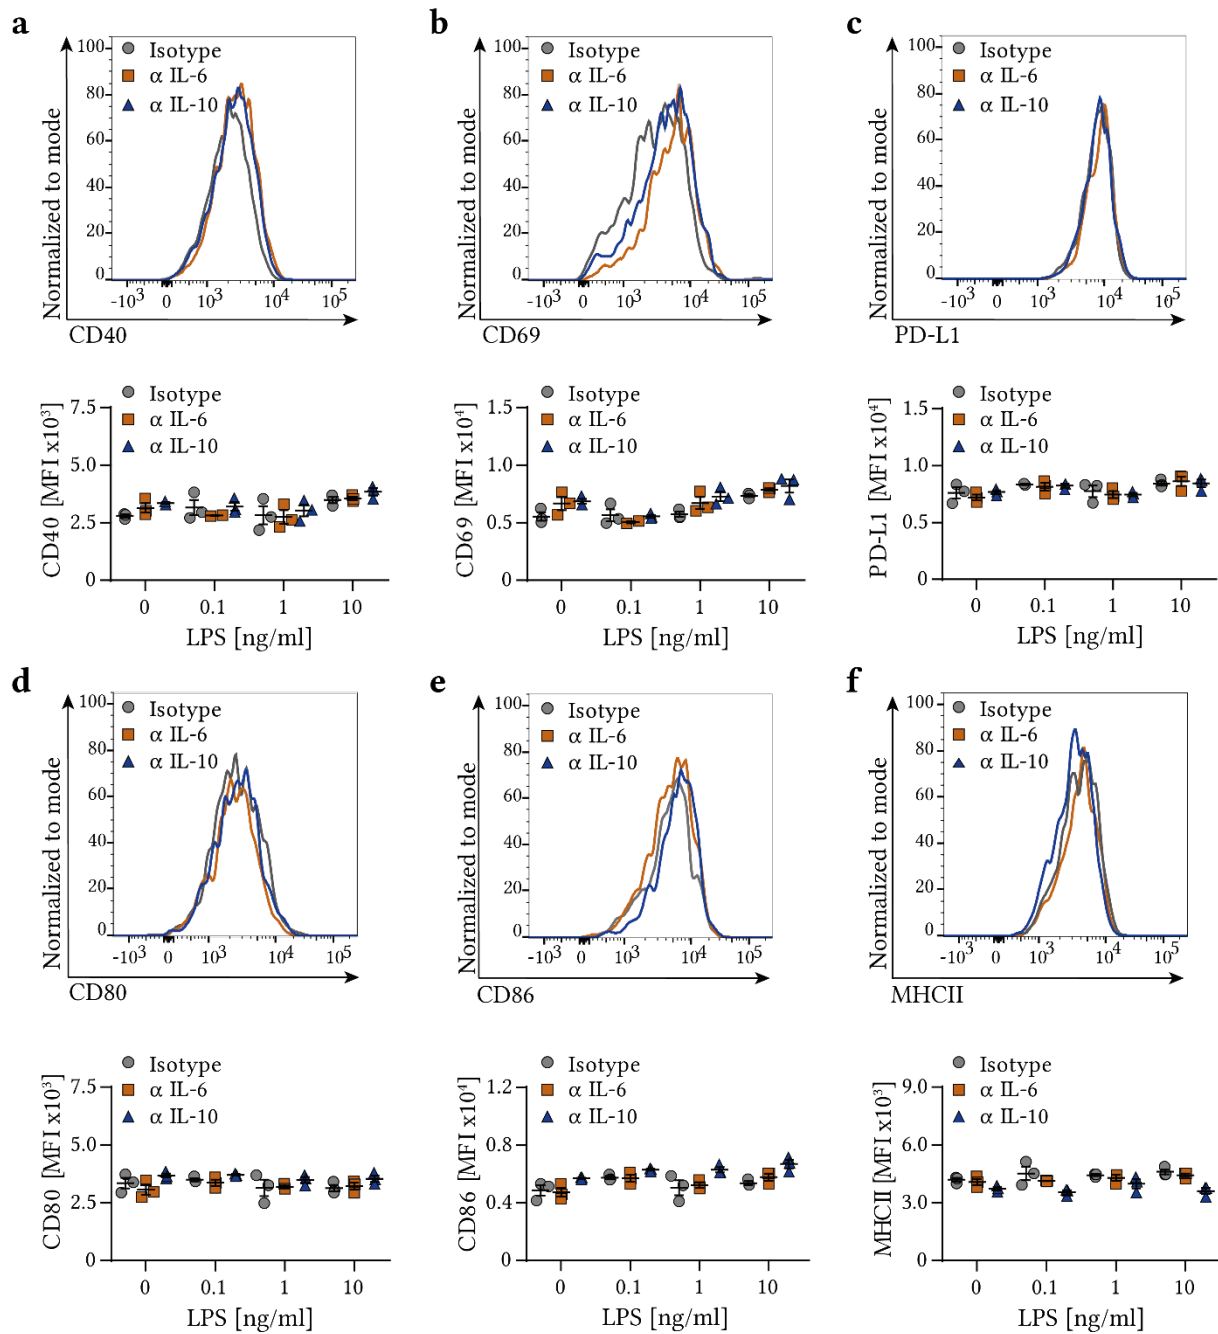 a
Isotype
α IL-6
α IL-10
Normalized to mode
100
80
60
40
20
0
-10³ 0 10³ 10⁴ 10⁵
CD40
b
Isotype
α IL-6
α IL-10
Normalized to mode
100
80
60
40
20
0
-10³ 0 10³ 10⁴ 10⁵
CD69
c
Isotype
α IL-6
α IL-10
Normalized to mode
100
80
60
40
20
0
-10³ 0 10³ 10⁴ 10⁵
PD-L1
Isotype
α IL-6
α IL-10
CD40 [MFI x10³]
7.5
5.0
2.5
0
0 0.1 1 10
LPS [ng/ml]
Isotype
α IL-6
α IL-10
CD69 [MFI x10⁴]
1.5
1.0
0.5
0
0 0.1 1 10
LPS [ng/ml]
Isotype
α IL-6
α IL-10
PD-L1 [MFI x10⁴]
1.5
1.0
0.5
0
0 0.1 1 10
LPS [ng/ml]
d
Isotype
α IL-6
α IL-10
Normalized to mode
100
80
60
40
20
0
-10³ 0 10³ 10⁴ 10⁵
CD80
e
Isotype
α IL-6
α IL-10
Normalized to mode
100
80
60
40
20
0
-10³ 0 10³ 10⁴ 10⁵
CD86
f
Isotype
α IL-6
α IL-10
Normalized to mode
100
80
60
40
20
0
-10³ 0 10³ 10⁴ 10⁵
MHCII
Isotype
α IL-6
α IL-10
CD80 [MFI x10³]
7.5
5.0
2.5
0
0 0.1 1 10
LPS [ng/ml]
Isotype
α IL-6
α IL-10
CD86 [MFI x10⁴]
1.2
0.8
0.4
0
0 0.1 1 10
LPS [ng/ml]
Isotype
α IL-6
α IL-10
MHCII [MFI x10³]
9.0
6.0
3.0
0
0 0.1 1 10
LPS [ng/ml]